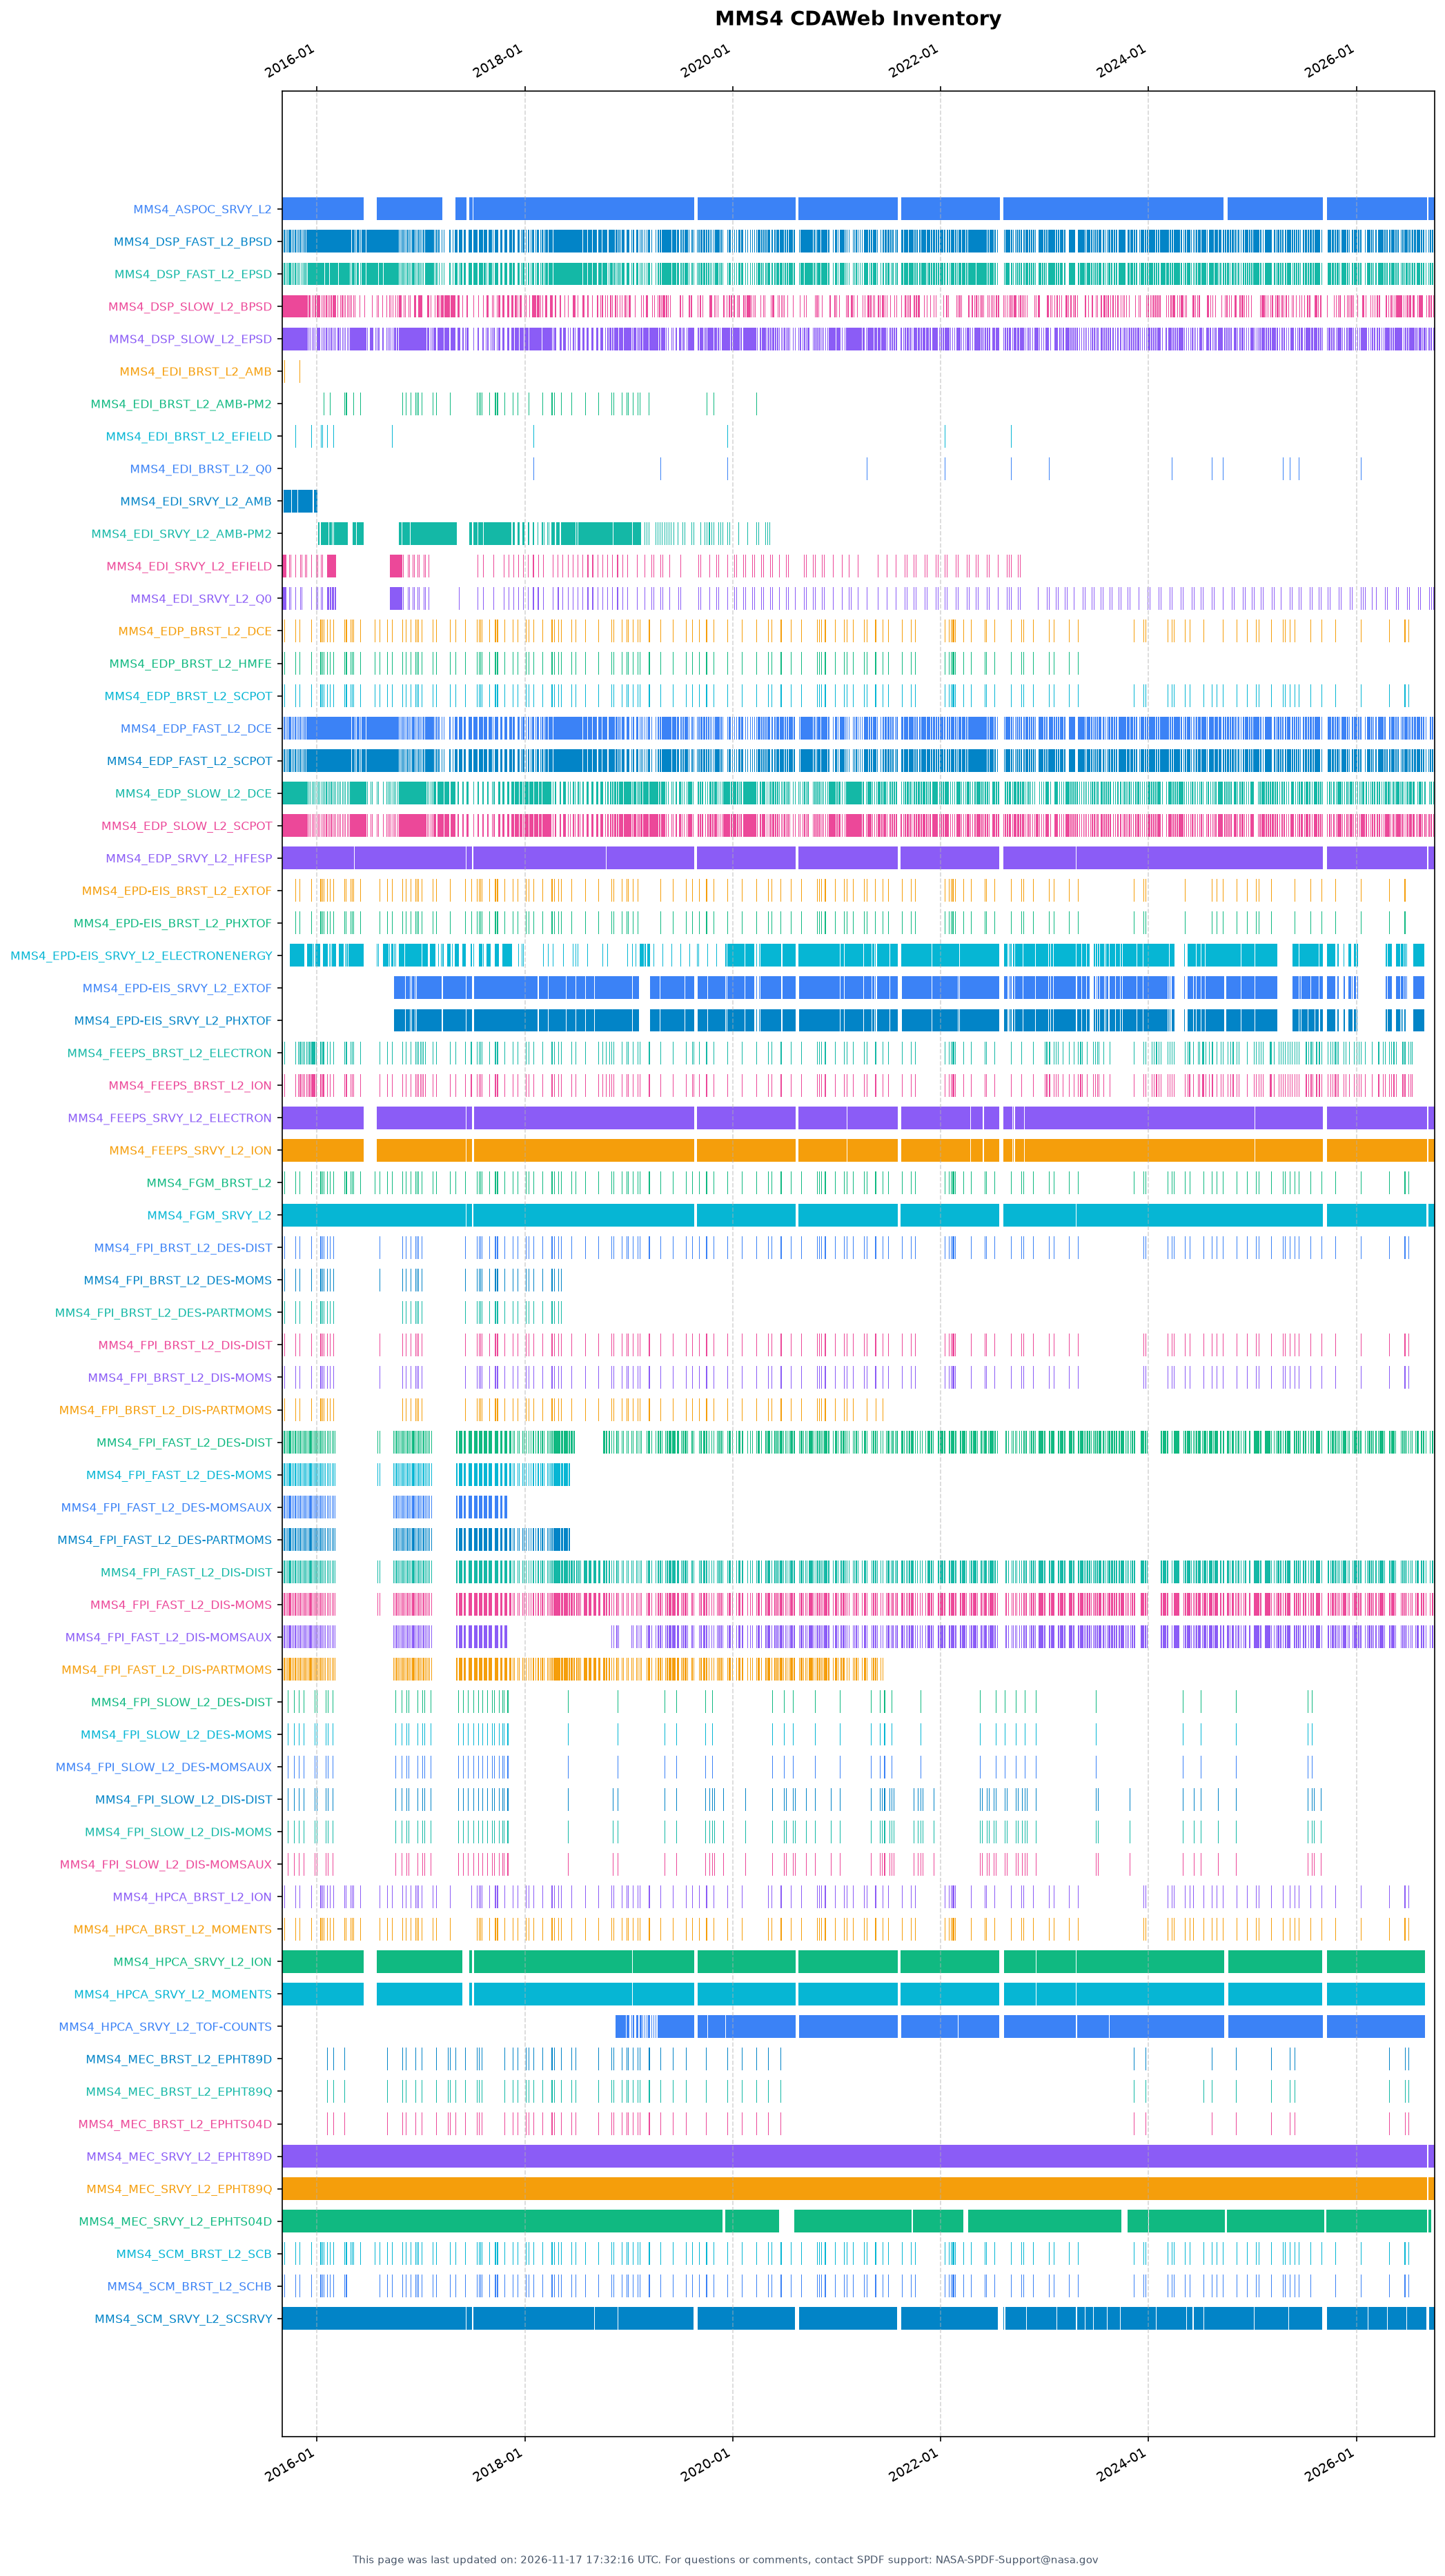 MMS4 CDAWeb Inventory
2016-01 2018-01 2020-01 2022-01 2024-01 2026-01
MMS4_ASPOC_SRVY_L2
MMS4_DSP_FAST_L2_BPSD
MMS4_DSP_FAST_L2_EPSD
MMS4_DSP_SLOW_L2_BPSD
MMS4_DSP_SLOW_L2_EPSD
MMS4_EDI_BRST_L2_AMB
MMS4_EDI_BRST_L2_AMB-PM2
MMS4_EDI_BRST_L2_EFIELD
MMS4_EDI_BRST_L2_Q0
MMS4_EDI_SRVY_L2_AMB
MMS4_EDI_SRVY_L2_AMB-PM2
MMS4_EDI_SRVY_L2_EFIELD
MMS4_EDI_SRVY_L2_Q0
MMS4_EDP_BRST_L2_DCE
MMS4_EDP_BRST_L2_HMFE
MMS4_EDP_BRST_L2_SCPOT
MMS4_EDP_FAST_L2_DCE
MMS4_EDP_FAST_L2_SCPOT
MMS4_EDP_SLOW_L2_DCE
MMS4_EDP_SLOW_L2_SCPOT
MMS4_EDP_SRVY_L2_HFESP
MMS4_EPD-EIS_BRST_L2_EXTOF
MMS4_EPD-EIS_BRST_L2_PHXTOF
MMS4_EPD-EIS_SRVY_L2_ELECTRONENERGY
MMS4_EPD-EIS_SRVY_L2_EXTOF
MMS4_EPD-EIS_SRVY_L2_PHXTOF
MMS4_FEEPS_BRST_L2_ELECTRON
MMS4_FEEPS_BRST_L2_ION
MMS4_FEEPS_SRVY_L2_ELECTRON
MMS4_FEEPS_SRVY_L2_ION
MMS4_FGM_BRST_L2
MMS4_FGM_SRVY_L2
MMS4_FPI_BRST_L2_DES-DIST
MMS4_FPI_BRST_L2_DES-MOMS
MMS4_FPI_BRST_L2_DES-PARTMOMS
MMS4_FPI_BRST_L2_DIS-DIST
MMS4_FPI_BRST_L2_DIS-MOMS
MMS4_FPI_BRST_L2_DIS-PARTMOMS
MMS4_FPI_FAST_L2_DES-DIST
MMS4_FPI_FAST_L2_DES-MOMS
MMS4_FPI_FAST_L2_DES-MOMSAUX
MMS4_FPI_FAST_L2_DES-PARTMOMS
MMS4_FPI_FAST_L2_DIS-DIST
MMS4_FPI_FAST_L2_DIS-MOMS
MMS4_FPI_FAST_L2_DIS-MOMSAUX
MMS4_FPI_FAST_L2_DIS-PARTMOMS
MMS4_FPI_SLOW_L2_DES-DIST
MMS4_FPI_SLOW_L2_DES-MOMS
MMS4_FPI_SLOW_L2_DES-MOMSAUX
MMS4_FPI_SLOW_L2_DIS-DIST
MMS4_FPI_SLOW_L2_DIS-MOMS
MMS4_FPI_SLOW_L2_DIS-MOMSAUX
MMS4_HPCA_BRST_L2_ION
MMS4_HPCA_BRST_L2_MOMENTS
MMS4_HPCA_SRVY_L2_ION
MMS4_HPCA_SRVY_L2_MOMENTS
MMS4_HPCA_SRVY_L2_TOF-COUNTS
MMS4_MEC_BRST_L2_EPHT89D
MMS4_MEC_BRST_L2_EPHT89Q
MMS4_MEC_BRST_L2_EPHTS04D
MMS4_MEC_SRVY_L2_EPHT89D
MMS4_MEC_SRVY_L2_EPHT89Q
MMS4_MEC_SRVY_L2_EPHTS04D
MMS4_SCM_BRST_L2_SCB
MMS4_SCM_BRST_L2_SCHB
MMS4_SCM_SRVY_L2_SCSRVY
2016-01 2018-01 2020-01 2022-01 2024-01 2026-01
This page was last updated on: 2026-11-17 17:32:16 UTC. For questions or comments, contact SPDF support: NASA-SPDF-Support@nasa.gov